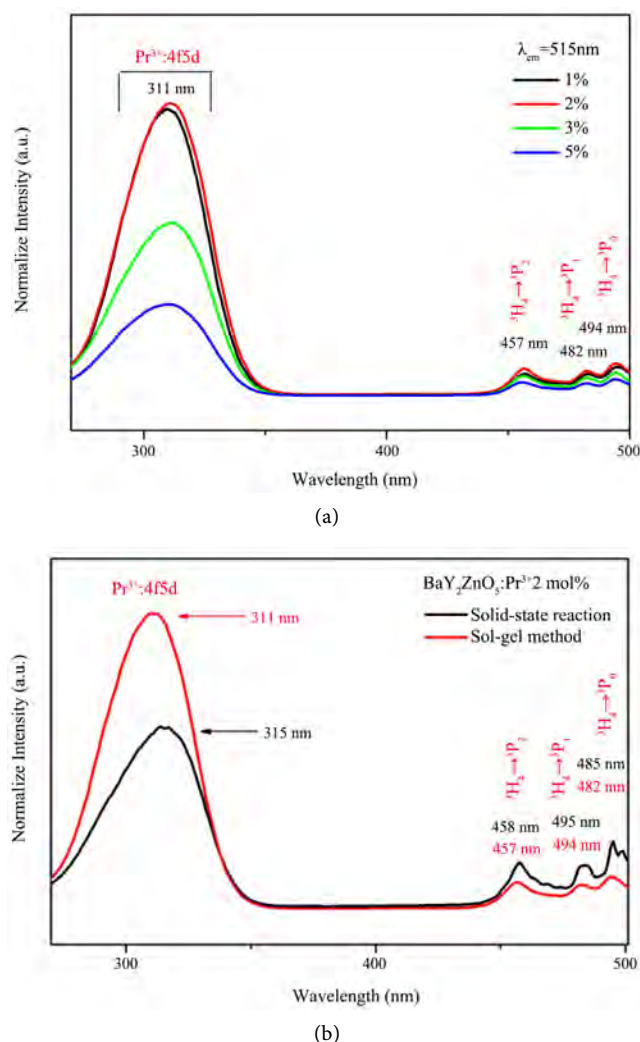 Pr³⁺:4f5d
311 nm
λem=515nm
1%
2%
3%
5%
³H₄→³P₂
457 nm
³H₄→³P₁
482 nm
³H₄→³P₀
494 nm
Normalize Intensity (a.u.)
300
400
500
Wavelength (nm)
(a)
Pr³⁺:4f5d
BaY₂ZnO₅:Pr³⁺2 mol%
Solid-state reaction
Sol-gel method
311 nm
315 nm
³H₄→³P₂
458 nm
457 nm
³H₄→³P₁
495 nm
494 nm
³H₄→³P₀
485 nm
482 nm
Normalize Intensity (a.u.)
300
400
500
Wavelength (nm)
(b)